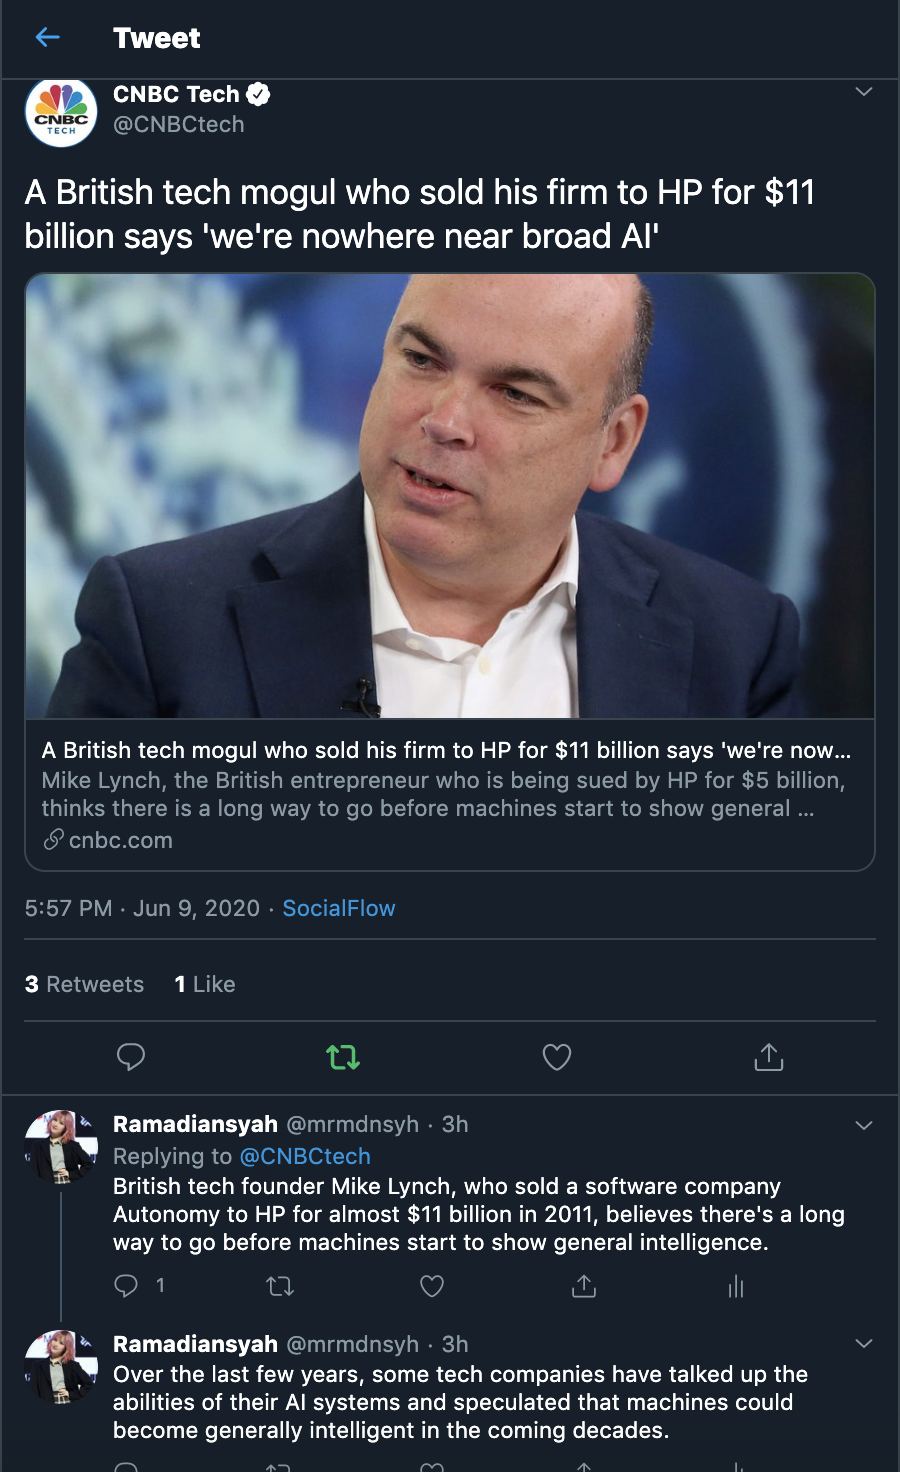 Tweet
CNBC Tech
@CNBCtech
CNBC
TECH
A British tech mogul who sold his firm to HP for $11
billion says 'we're nowhere near broad AI'
A British tech mogul who sold his firm to HP for $11 billion says 'we're now...
Mike Lynch, the British entrepreneur who is being sued by HP for $5 billion,
thinks there is a long way to go before machines start to show general ...
cnbc.com
5:57 PM · Jun 9, 2020 · SocialFlow
3 Retweets 1 Like
Ramadiansyah @mrmdnsyh · 3h
Replying to @CNBCtech
British tech founder Mike Lynch, who sold a software company
Autonomy to HP for almost $11 billion in 2011, believes there's a long
way to go before machines start to show general intelligence.
1
Ramadiansyah @mrmdnsyh · 3h
Over the last few years, some tech companies have talked up the
abilities of their AI systems and speculated that machines could
become generally intelligent in the coming decades.